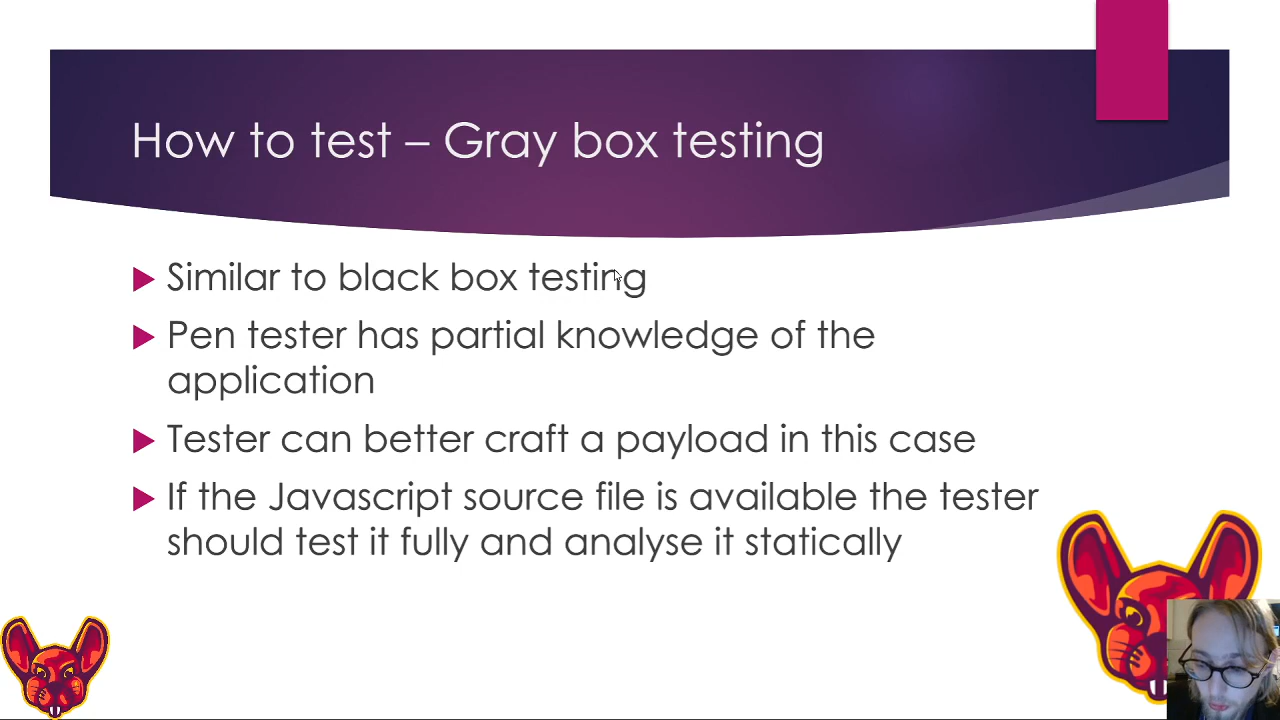 How to test – Gray box testing
Similar to black box testing
Pen tester has partial knowledge of the
application
Tester can better craft a payload in this case
If the Javascript source file is available the tester
should test it fully and analyse it statically